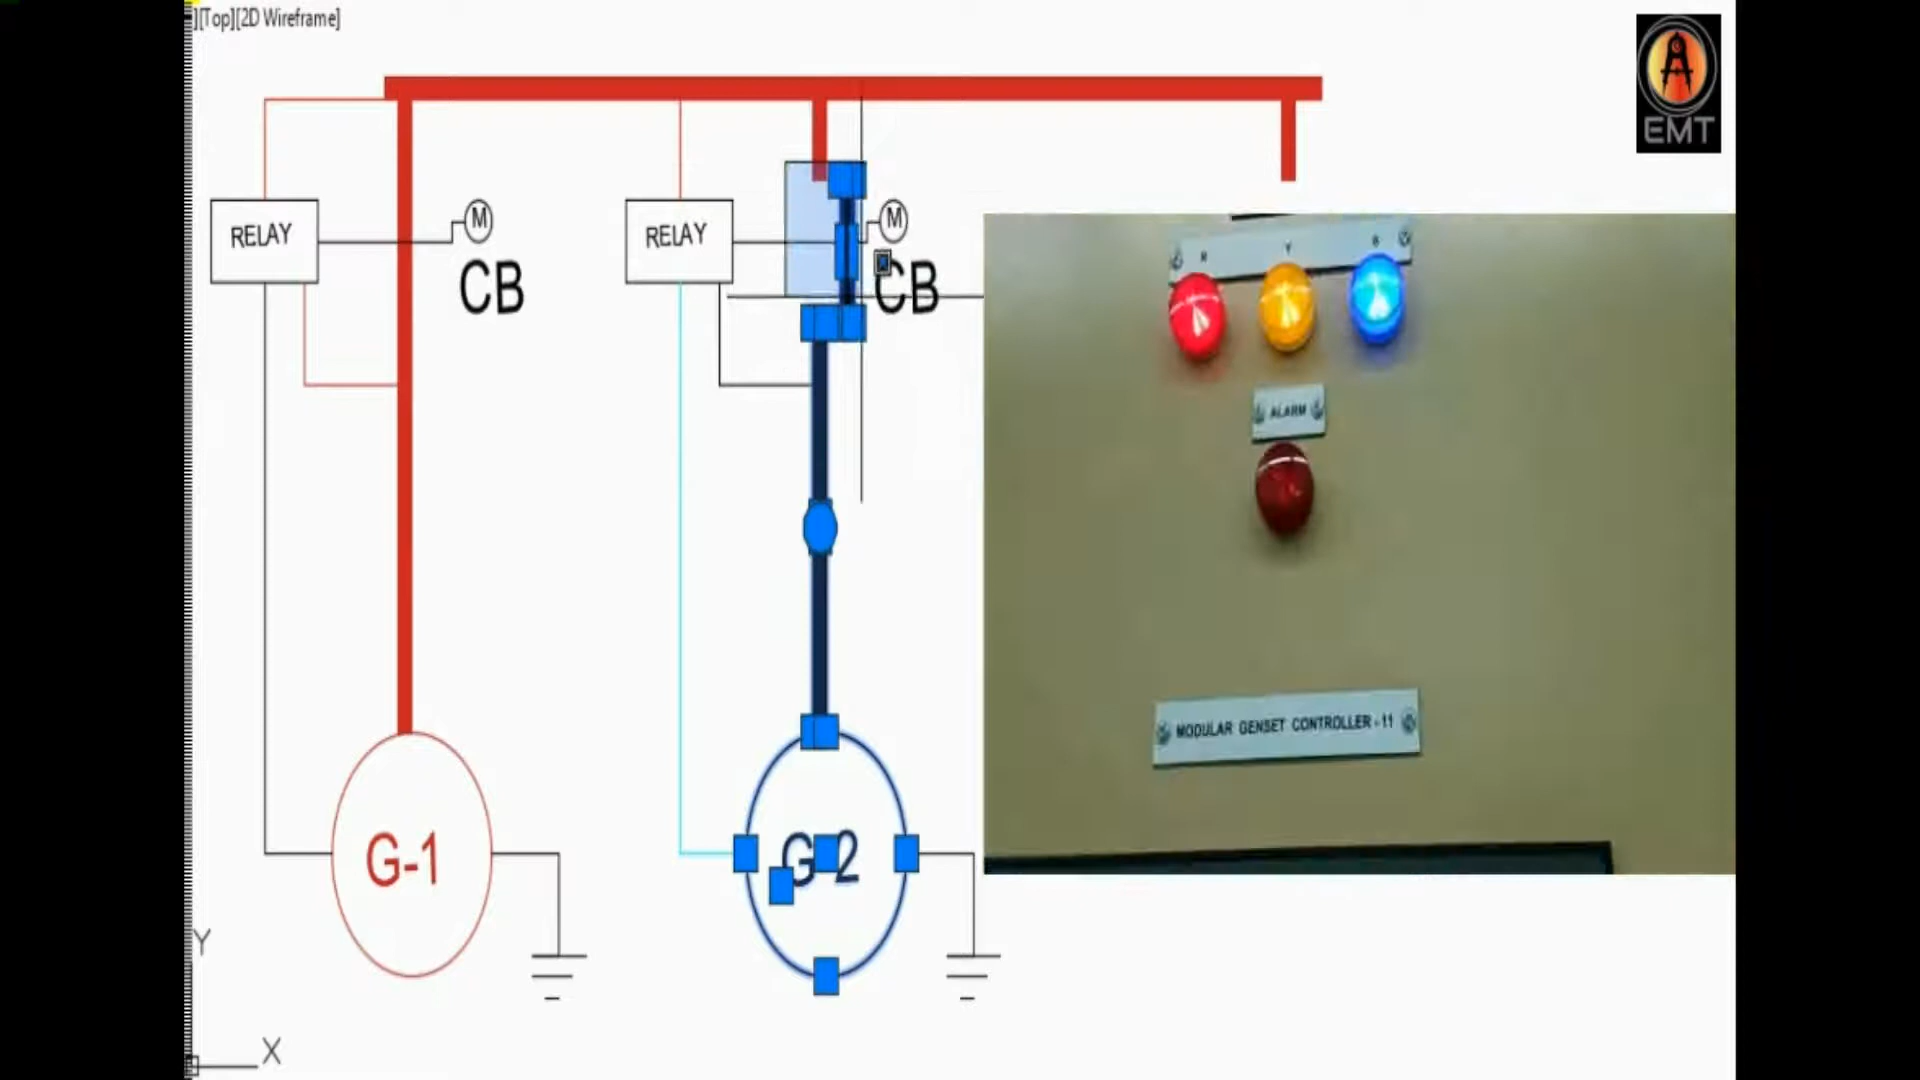 ][Top][2D Wireframe]
EMT
RELAY
M
CB
RELAY
M
CB
R Y B
ALARM
MODULAR GENSET CONTROLLER - 11
G-1
G-2
Y
X